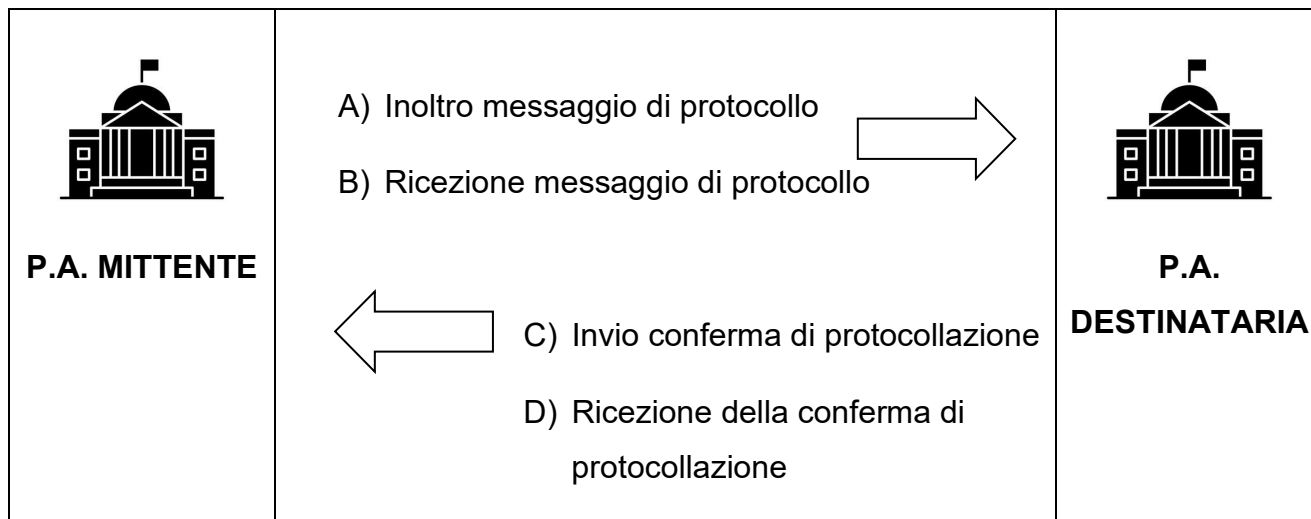 P.A. MITTENTE
A) Inoltro messaggio di protocollo
B) Ricezione messaggio di protocollo
C) Invio conferma di protocollazione
D) Ricezione della conferma di
protocollazione
P.A.
DESTINATARIA